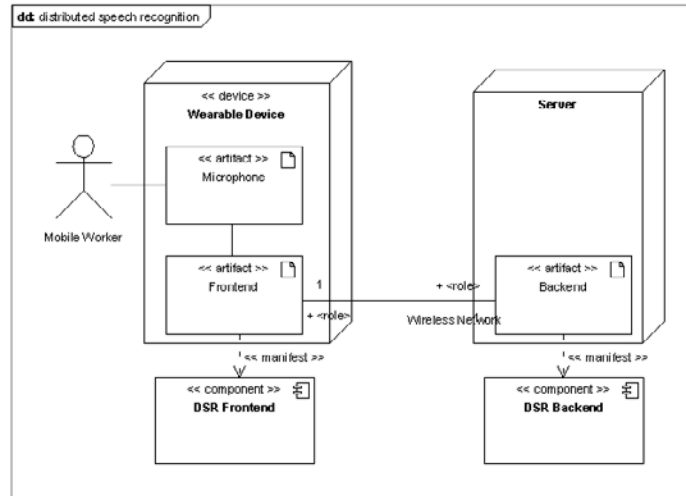 dd: distributed speech recognition
<< device >>
Wearable Device
Server
<< artifact >>
Microphone
Mobile Worker
<< artifact >>
Frontend
1
+ <role>
+ <role>
Wireless Network
<< artifact >>
Backend
<< manifest >>
<< manifest >>
<< component >>
DSR Frontend
<< component >>
DSR Backend